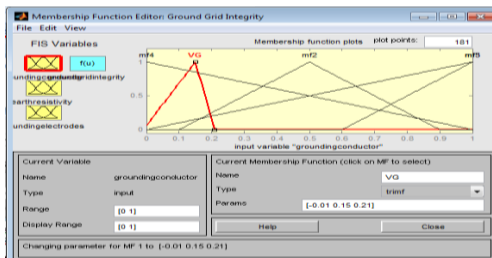 Membership Function Editor: Ground Grid Integrity
File Edit View
FIS Variables
f(u)
earthresistivity
undingelectrodes
Membership function plots
plot points:
181
mf4 VG mf2
1
0.5
0
0 0.1 0.2 0.3 0.4 0.5 0.6 0.7 0.8 0.9 1
input variable "groundingconductor"
Current Variable
Name groundingconductor
Type input
Range [0 1]
Display Range [0 1]
Current Membership Function (click on MF to select)
Name VG
Type trimf
Params [-0.01 0.15 0.21]
Help Close
Changing parameter for MF 1 to [-0.01 0.15 0.21]